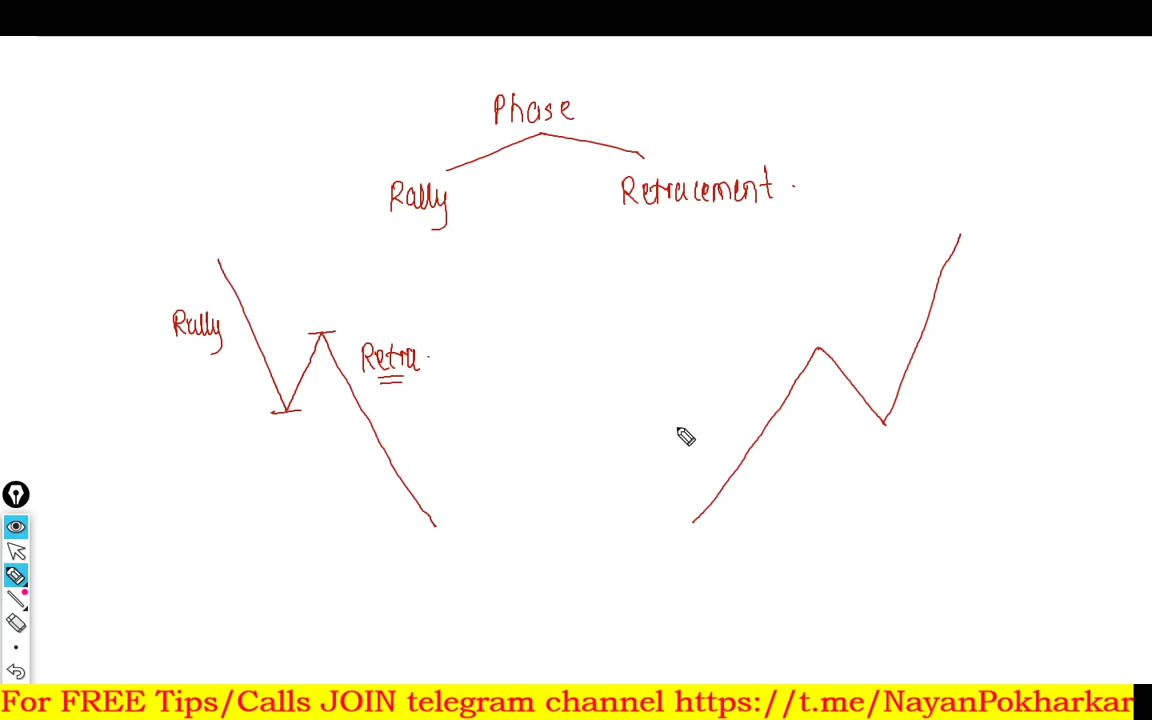 Phase
Rally Retracement.
Rally
Retra.
For FREE Tips/Calls JOIN telegram channel https://t.me/NayanPokharkar